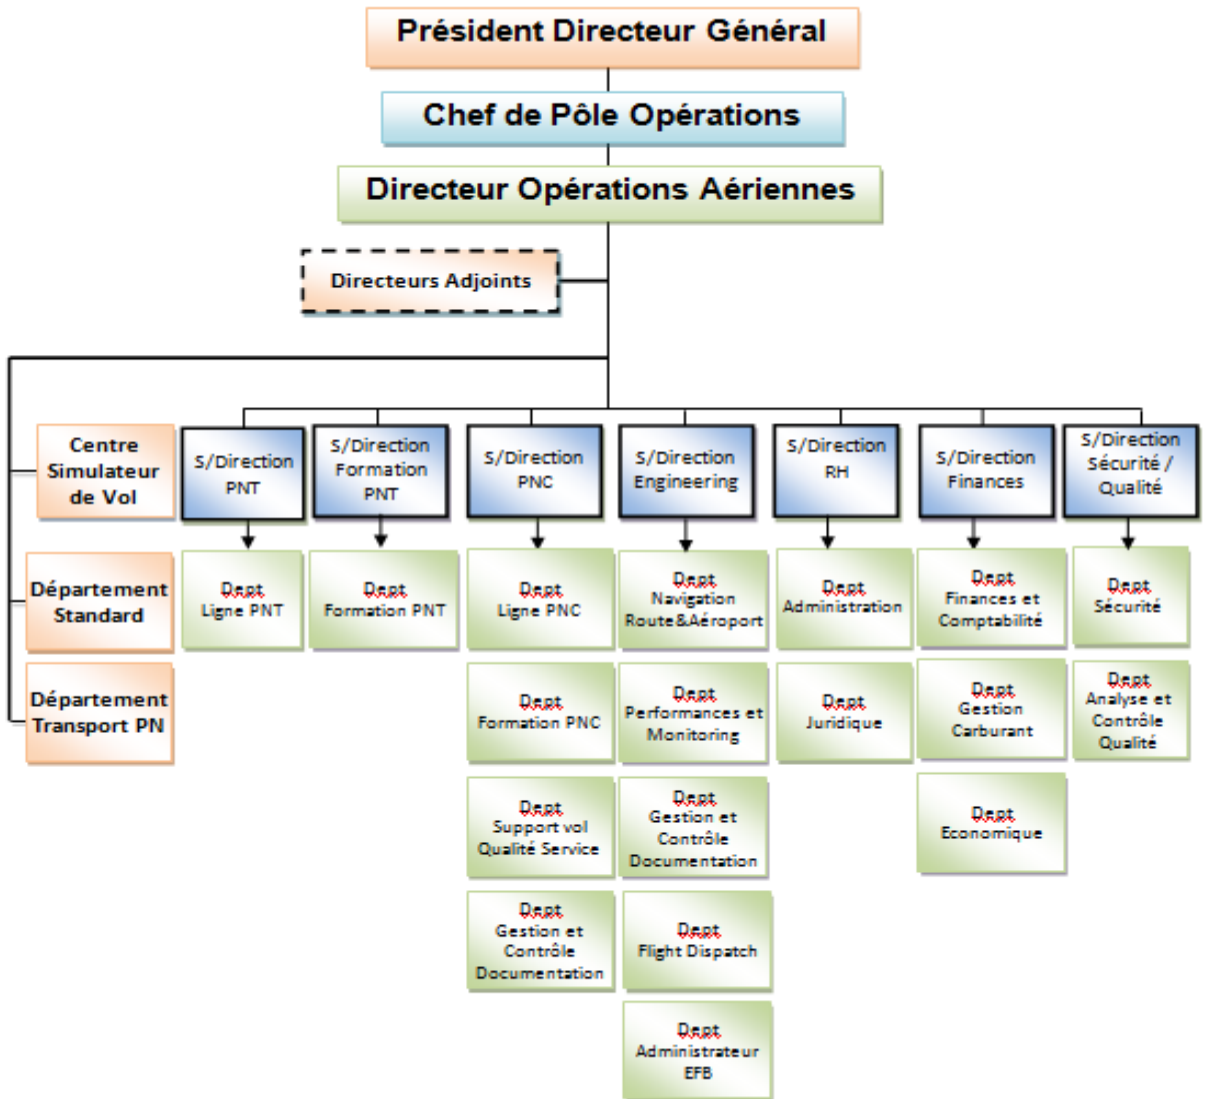 Président Directeur Général
Chef de Pôle Opérations
Directeur Opérations Aériennes
Directeurs Adjoints
Centre
Simulateur
de Vol
Département
Standard
Département
Transport PN
S/Direction
PNT
Dept
Ligne PNT
S/Direction
Formation
PNT
Dept
Formation PNT
S/Direction
PNC
Dept
Ligne PNC
Dept
Formation PNC
Dept
Support vol
Qualité Service
Dept
Gestion et
Contrôle
Documentation
S/Direction
Engineering
Dept
Navigation
Route&Aéroport
Dept
Performances et
Monitoring
Dept
Gestion et
Contrôle
Documentation
Dept
Flight Dispatch
Dept
Administrateur
EFB
S/Direction
RH
Dept
Administration
Dept
Juridique
S/Direction
Finances
Dept
Finances et
Comptabilité
Dept
Gestion
Carburant
Dept
Economique
S/Direction
Sécurité /
Qualité
Dept
Sécurité
Dept
Analyse et
Contrôle
Qualité